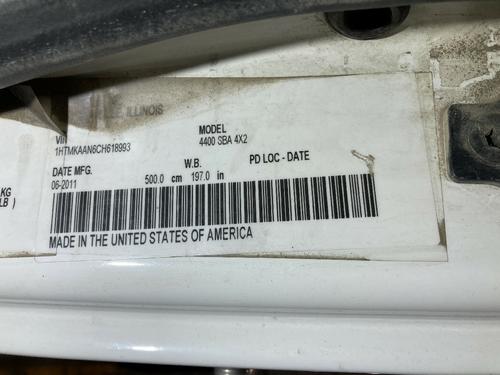 ILLINOIS
VIN MODEL
1HTMKAAN6CH618993 4400 SBA 4X2
DATE MFG. W.B. PD LOC - DATE
06-2011 500.0 cm 197.0 in
KG
LB )
MADE IN THE UNITED STATES OF AMERICA